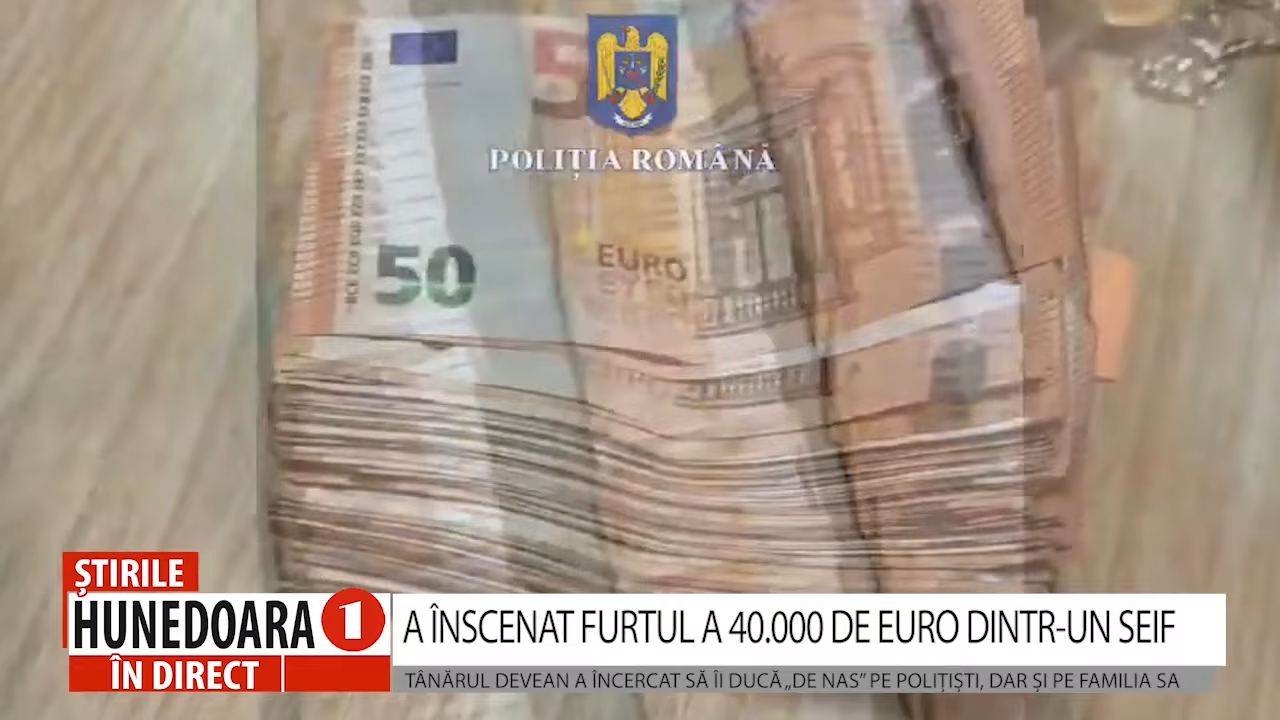 POLIȚIA ROMÂNĂ
50
EURO
ȘTIRILE
HUNEDOARA 1
ÎN DIRECT
A ÎNSCENAT FURTUL A 40.000 DE EURO DINTR-UN SEIF
TÂNĂRUL DEVEAN A ÎNCERCAT SĂ ÎI DUCĂ „DE NAS” PE POLIȚIȘTI, DAR ȘI PE FAMILIA SA